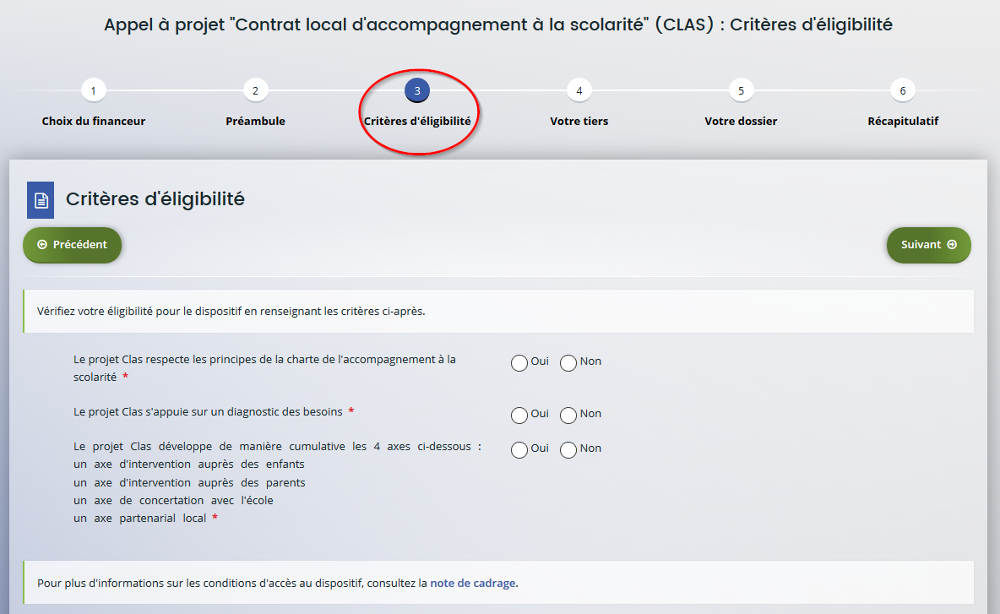 Appel à projet "Contrat local d'accompagnement à la scolarité" (CLAS) : Critères d'éligibilité
1 2 3 4 5 6
Choix du financeur Préambule Critères d'éligibilité Votre tiers Votre dossier Récapitulatif
Critères d'éligibilité
Précédent Suivant
Vérifiez votre éligibilité pour le dispositif en renseignant les critères ci-après.
Le projet Clas respecte les principes de la charte de l'accompagnement à la Oui Non
scolarité *
Le projet Clas s'appuie sur un diagnostic des besoins * Oui Non
Le projet Clas développe de manière cumulative les 4 axes ci-dessous : Oui Non
un axe d'intervention auprès des enfants
un axe d'intervention auprès des parents
un axe de concertation avec l'école
un axe partenarial local *
Pour plus d'informations sur les conditions d'accès au dispositif, consultez la note de cadrage.